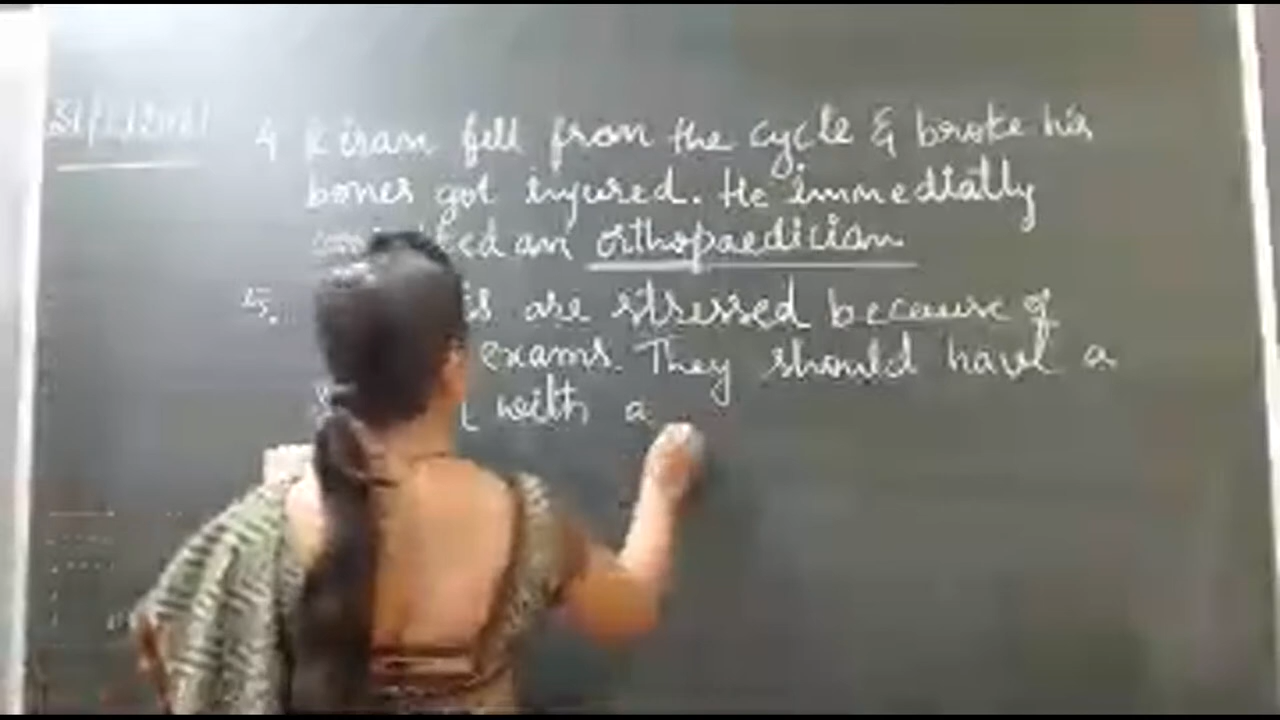 4 Kiran fell from the cycle & broke his
bones got injured. He immedially
an orthopaedician
5. are stressed because of
exams. They should have a
with a